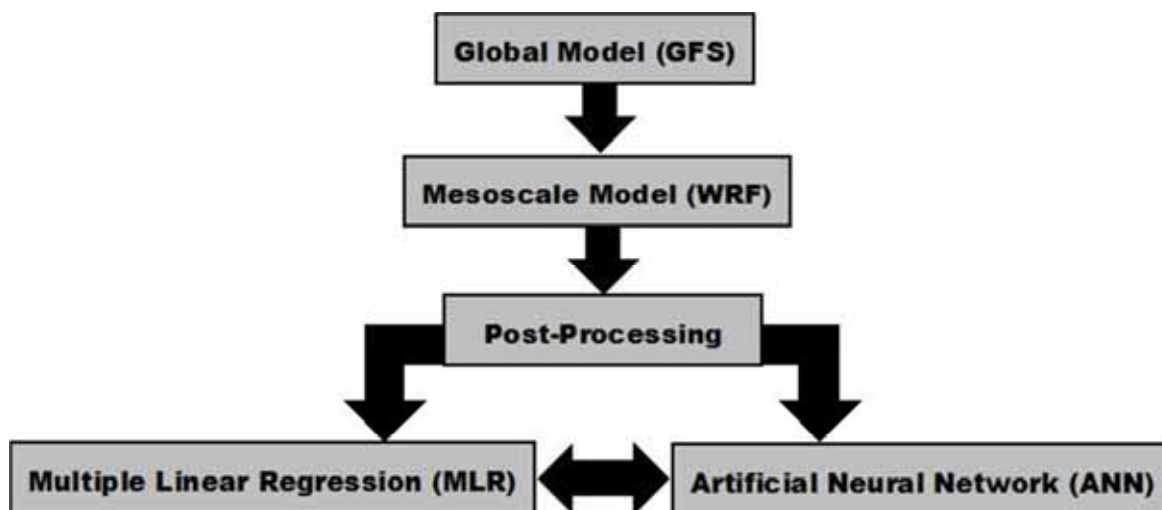 Global Model (GFS)
Mesoscale Model (WRF)
Post-Processing
Multiple Linear Regression (MLR)
Artificial Neural Network (ANN)